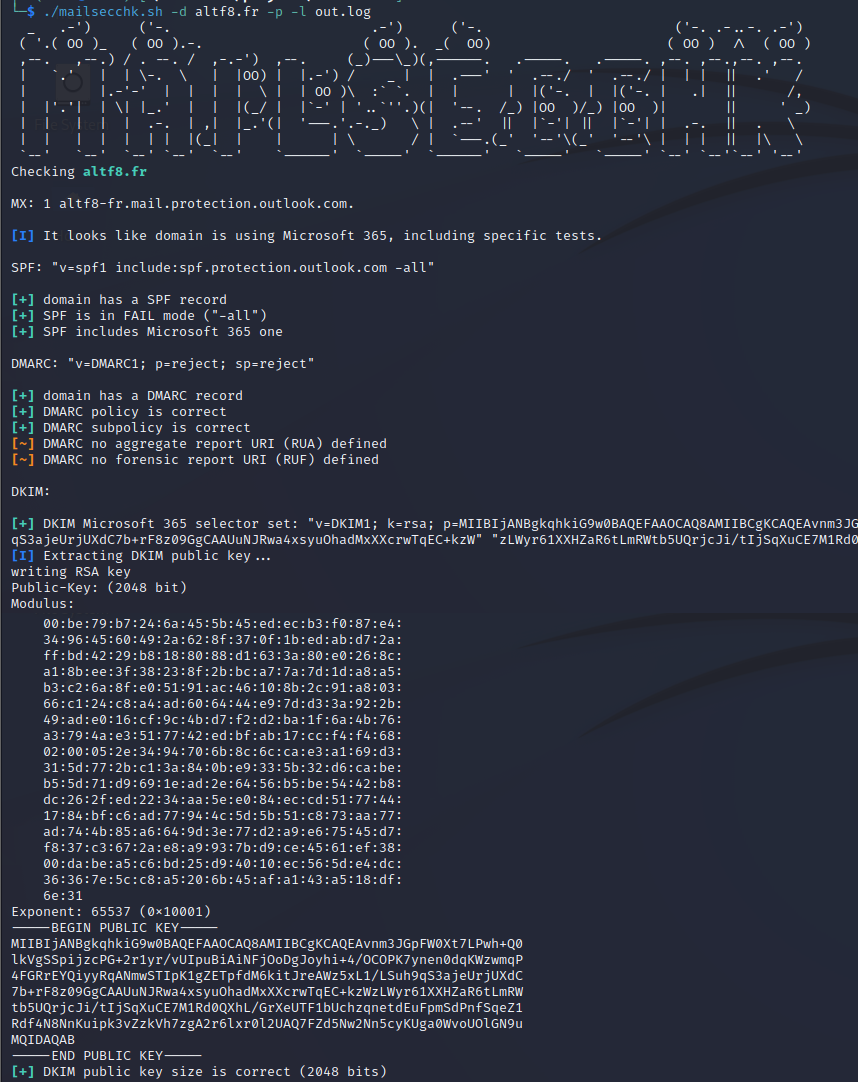 └─$ ./mailsecchk.sh -d altf8.fr -p -l out.log
Checking altf8.fr
MX: 1 altf8-fr.mail.protection.outlook.com.
[I] It looks like domain is using Microsoft 365, including specific tests.
SPF: "v=spf1 include:spf.protection.outlook.com -all"
[+] domain has a SPF record
[+] SPF is in FAIL mode ("-all")
[+] SPF includes Microsoft 365 one
DMARC: "v=DMARC1; p=reject; sp=reject"
[+] domain has a DMARC record
[+] DMARC policy is correct
[+] DMARC subpolicy is correct
[~] DMARC no aggregate report URI (RUA) defined
[~] DMARC no forensic report URI (RUF) defined
DKIM:
[+] DKIM Microsoft 365 selector set: "v=DKIM1; k=rsa; p=MIIBIjANBgkqhkiG9w0BAQEFAAOCAQ8AMIIBCgKCAQEAvnm3JG
qS3ajeUrjUXdC7b+rF8z09GgCAAUuNJRwa4xsyuOhadMxXXcrwTqEC+kzW" "zLWyr61XXHZaR6tLmRWtb5UQrjcJi/tIjSqXuCE7M1Rd0
[I] Extracting DKIM public key...
writing RSA key
Public-Key: (2048 bit)
Modulus:
00:be:79:b7:24:6a:45:5b:45:ed:ec:b3:f0:87:e4:
34:96:45:60:49:2a:62:8f:37:0f:1b:ed:ab:d7:2a:
ff:bd:42:29:b8:18:80:88:d1:63:3a:80:e0:26:8c:
a1:8b:ee:3f:38:23:8f:2b:bc:a7:7a:7d:1d:a8:a5:
b3:c2:6a:8f:e0:51:91:ac:46:10:8b:2c:91:a8:03:
66:c1:24:c8:a4:ad:60:64:44:e9:7d:d3:3a:92:2b:
49:ad:e0:16:cf:9c:4b:d7:f2:d2:ba:1f:6a:4b:76:
a3:79:4a:e3:51:77:42:ed:bf:ab:17:cc:f4:f4:68:
02:00:05:2e:34:94:70:6b:8c:6c:ca:e3:a1:69:d3:
31:5d:77:2b:c1:3a:84:0b:e9:33:5b:32:d6:ca:be:
b5:5d:71:d9:69:1e:ad:2e:64:56:b5:be:54:42:b8:
dc:26:2f:ed:22:34:aa:5e:e0:84:ec:cd:51:77:44:
17:84:bf:c6:ad:77:94:4c:5d:5b:51:c8:73:aa:77:
ad:74:4b:85:a6:64:9d:3e:77:d2:a9:e6:75:45:d7:
f8:37:c3:67:2a:e8:a9:93:7b:d9:ce:45:61:ef:38:
00:da:be:a5:c6:bd:25:d9:40:10:ec:56:5d:e4:dc:
36:36:7e:5c:c8:a5:20:6b:45:af:a1:43:a5:18:df:
6e:31
Exponent: 65537 (0×10001)
-----BEGIN PUBLIC KEY-----
MIIBIjANBgkqhkiG9w0BAQEFAAOCAQ8AMIIBCgKCAQEAvnm3JGpFW0Xt7LPwh+Q0
lkVgSSpijzcPG+2r1yr/vUIpuBiAiNFjOoDgJoyhi+4/OCOPK7ynen0dqKWzwmqP
4FGRrEYQiyyRqANmwSTIpK1gZETpfdM6kitJreAWz5xL1/LSuh9qS3ajeUrjUXdC
7b+rF8z09GgCAAUuNJRwa4xsyuOhadMxXXcrwTqEC+kzWzLWyr61XXHZaR6tLmRW
tb5UQrjcJi/tIjSqXuCE7M1Rd0QXhL/GrXeUTF1bUchzqnetdEuFpmSdPnfSqeZ1
Rdf4N8NnKuipk3vZzkVh7zgA2r6lxr0l2UAQ7FZd5Nw2Nn5cyKUga0WvoUOlGN9u
MQIDAQAB
-----END PUBLIC KEY-----
[+] DKIM public key size is correct (2048 bits)